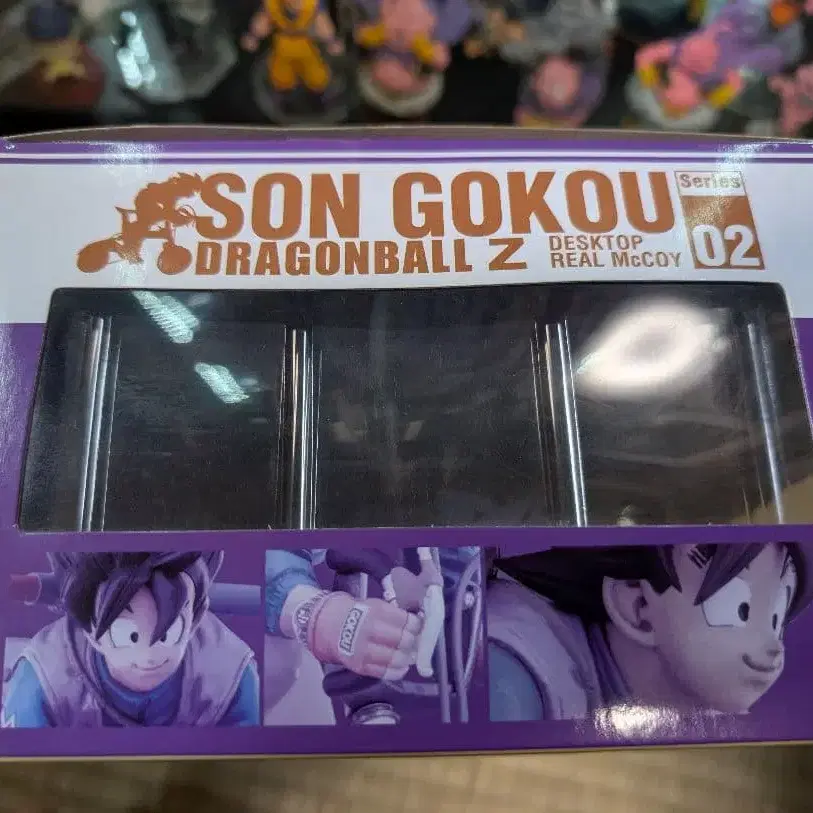 SON GOKOU
Series
DRAGONBALL Z
DESKTOP
REAL McCOY
02
GOKOU